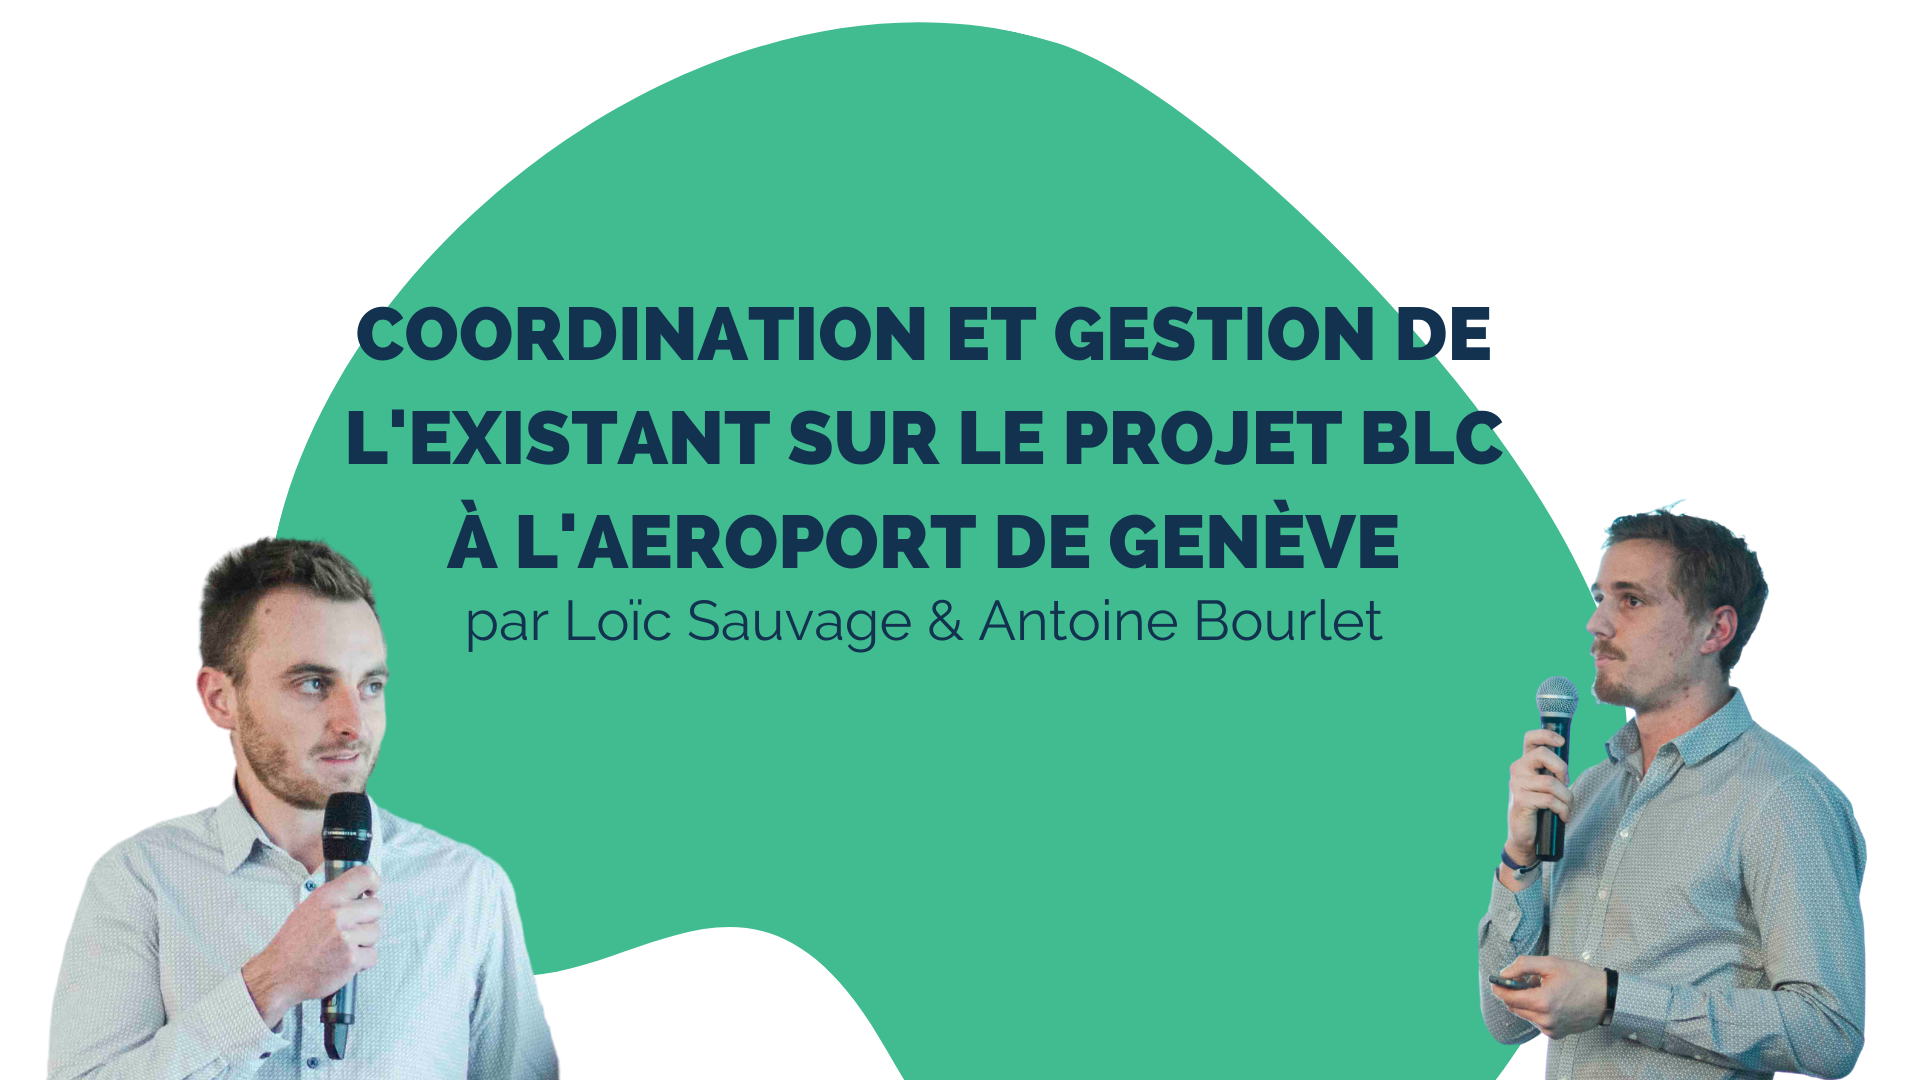 COORDINATION ET GESTION DE
L'EXISTANT SUR LE PROJET BLC
À L'AEROPORT DE GENÈVE
par Loïc Sauvage & Antoine Bourlet